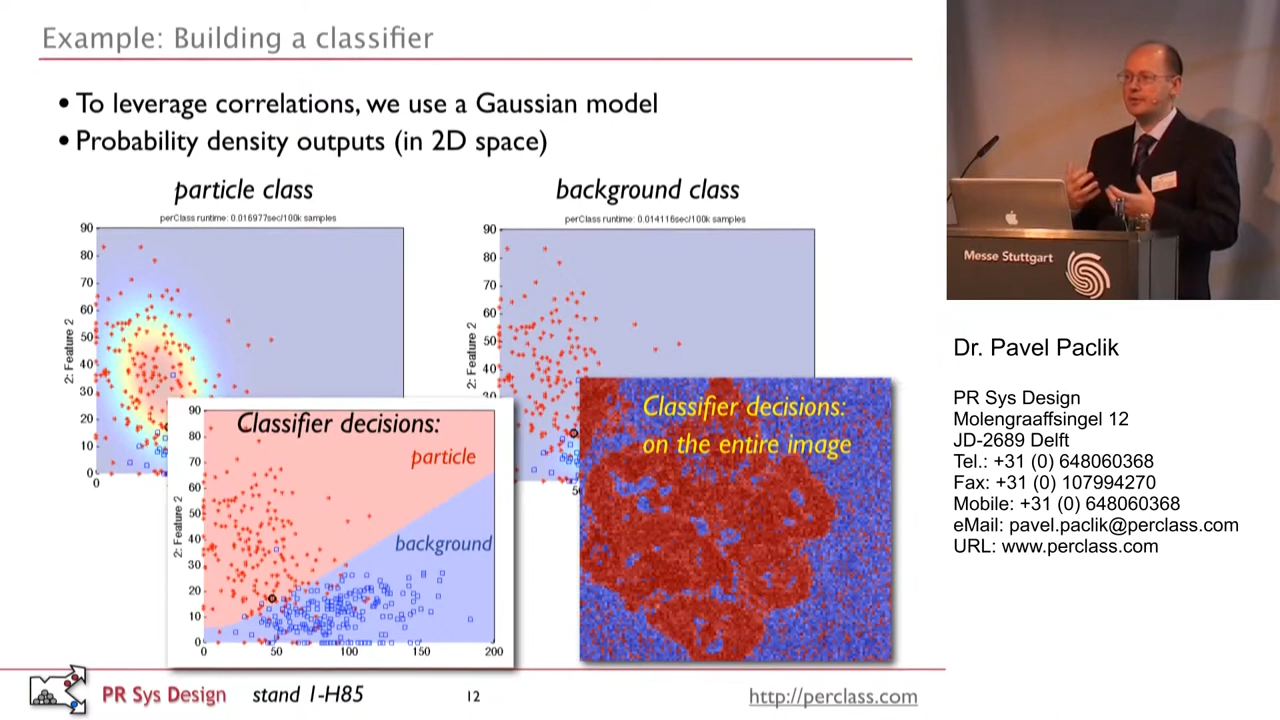 Example: Building a classifier
• To leverage correlations, we use a Gaussian model
• Probability density outputs (in 2D space)
particle class
background class
perClass runtime: 0.016977sec/100k samples
perClass runtime: 0.014116sec/100k samples
90
80
70
60
50
40
30
20
10
0
0
2: Feature 2
90
80
70
60
50
40
30
2: Feature 2
Classifier decisions:
particle
background
90
80
70
60
50
40
30
20
10
0
2: Feature 2
0 50 100 150 200
Classifier decisions:
on the entire image
PR Sys Design
stand 1-H85
12
http://perclass.com
Messe Stuttgart
Dr. Pavel Paclik
PR Sys Design
Molengraaffsingel 12
JD-2689 Delft
Tel.: +31 (0) 648060368
Fax: +31 (0) 107994270
Mobile: +31 (0) 648060368
eMail: pavel.paclik@perclass.com
URL: www.perclass.com